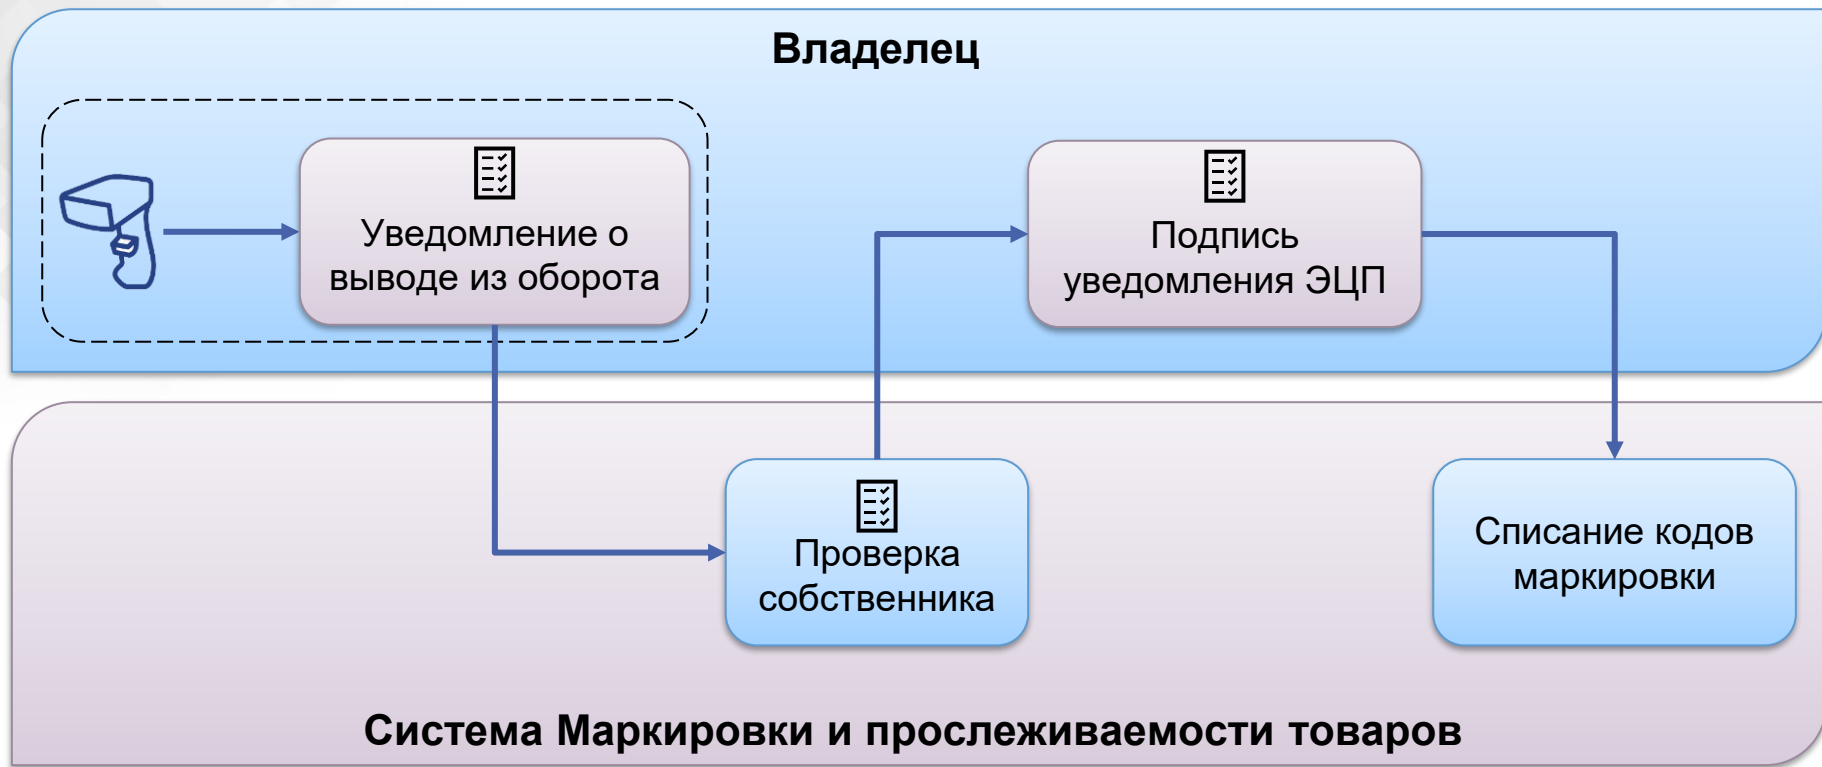 Владелец
Уведомление о
выводе из оборота
Подпись
уведомления ЭЦП
Проверка
собственника
Списание кодов
маркировки
Система Маркировки и прослеживаемости товаров